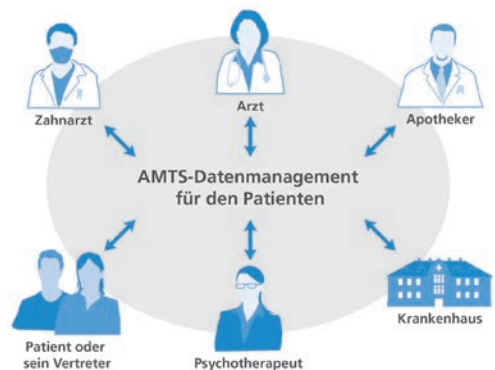 Zahnarzt
Arzt
Apotheker
AMTS-Datenmanagement
für den Patienten
Patient oder
sein Vertreter
Psychotherapeut
Krankenhaus